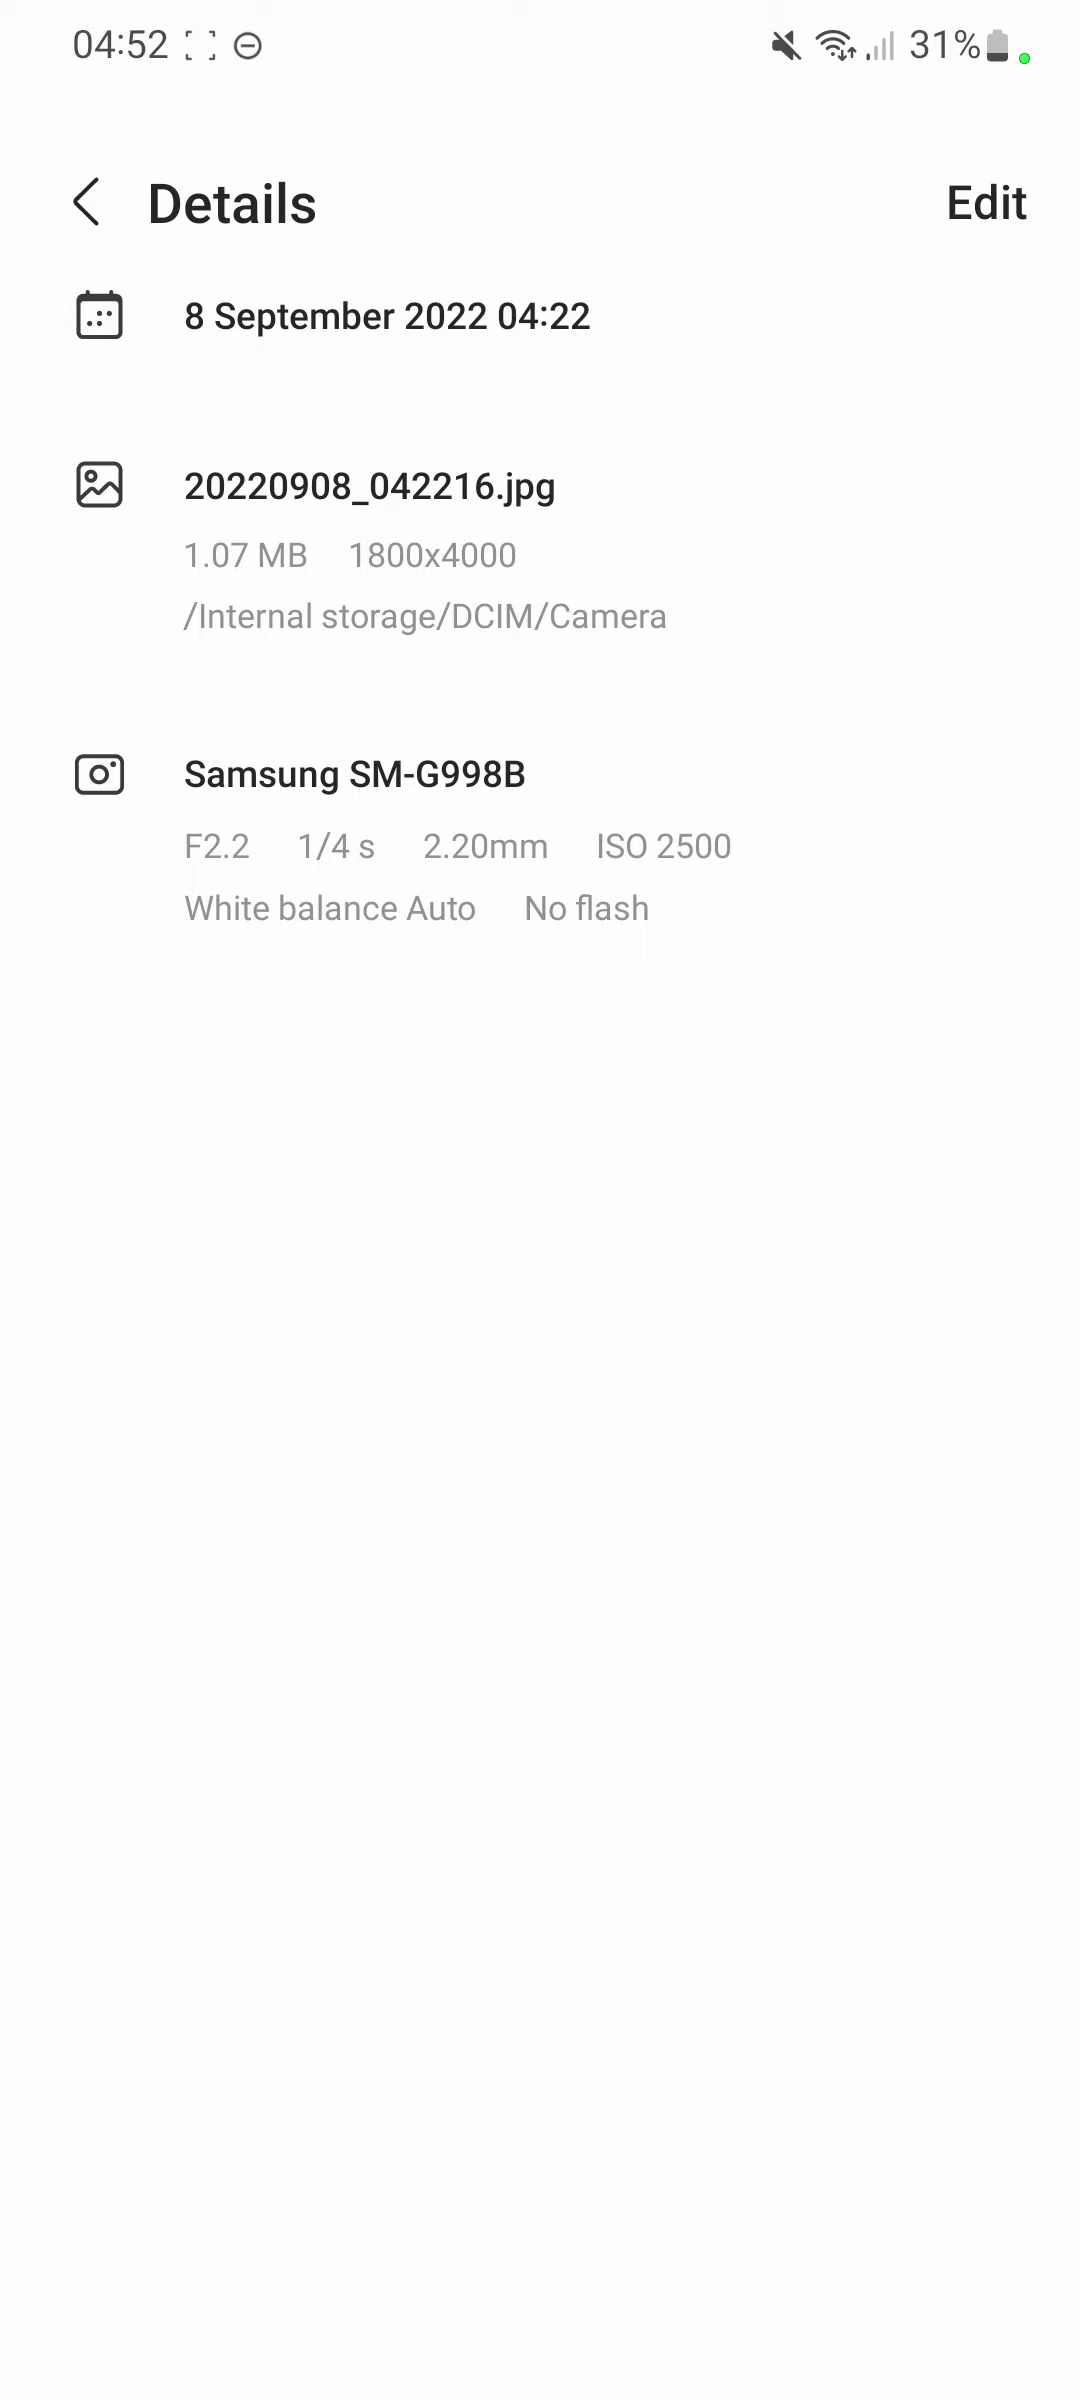 04:52 31%
Details Edit
8 September 2022 04:22
20220908_042216.jpg
1.07 MB 1800x4000
/Internal storage/DCIM/Camera
Samsung SM-G998B
F2.2 1/4 s 2.20mm ISO 2500
White balance Auto No flash